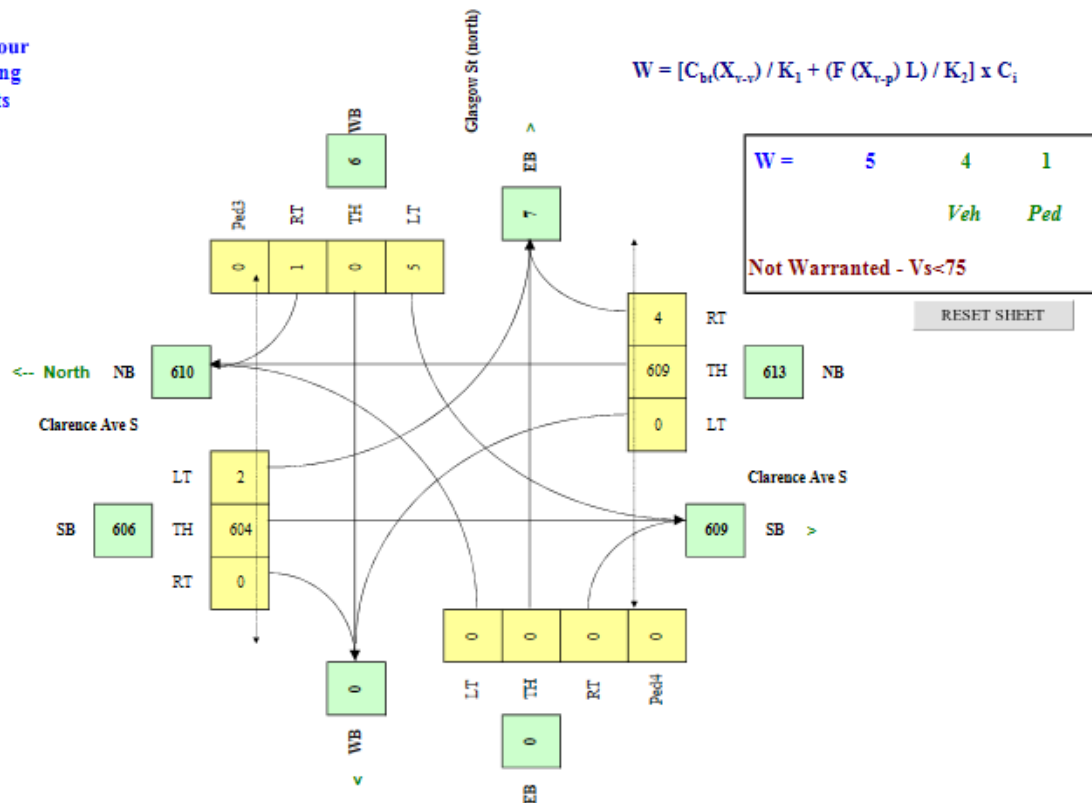 our
ng
ts
Glasgow St (north)
W = [C_bt(X_v-v) / K_1 + (F (X_v-p) L) / K_2] x C_i
WB
6
EB >
7
W = 5 4 1
Veh Ped
Not Warranted - Vs<75
RESET SHEET
Ped3 RT TH LT
0 1 0 5
4 RT
609 TH 613 NB
0 LT
<-- North NB 610
Clarence Ave S
LT 2
SB 606 TH 604
RT 0
Clarence Ave S
609 SB >
0 0 0 0
LT TH RT Ped4
0
WB
<
0
EB